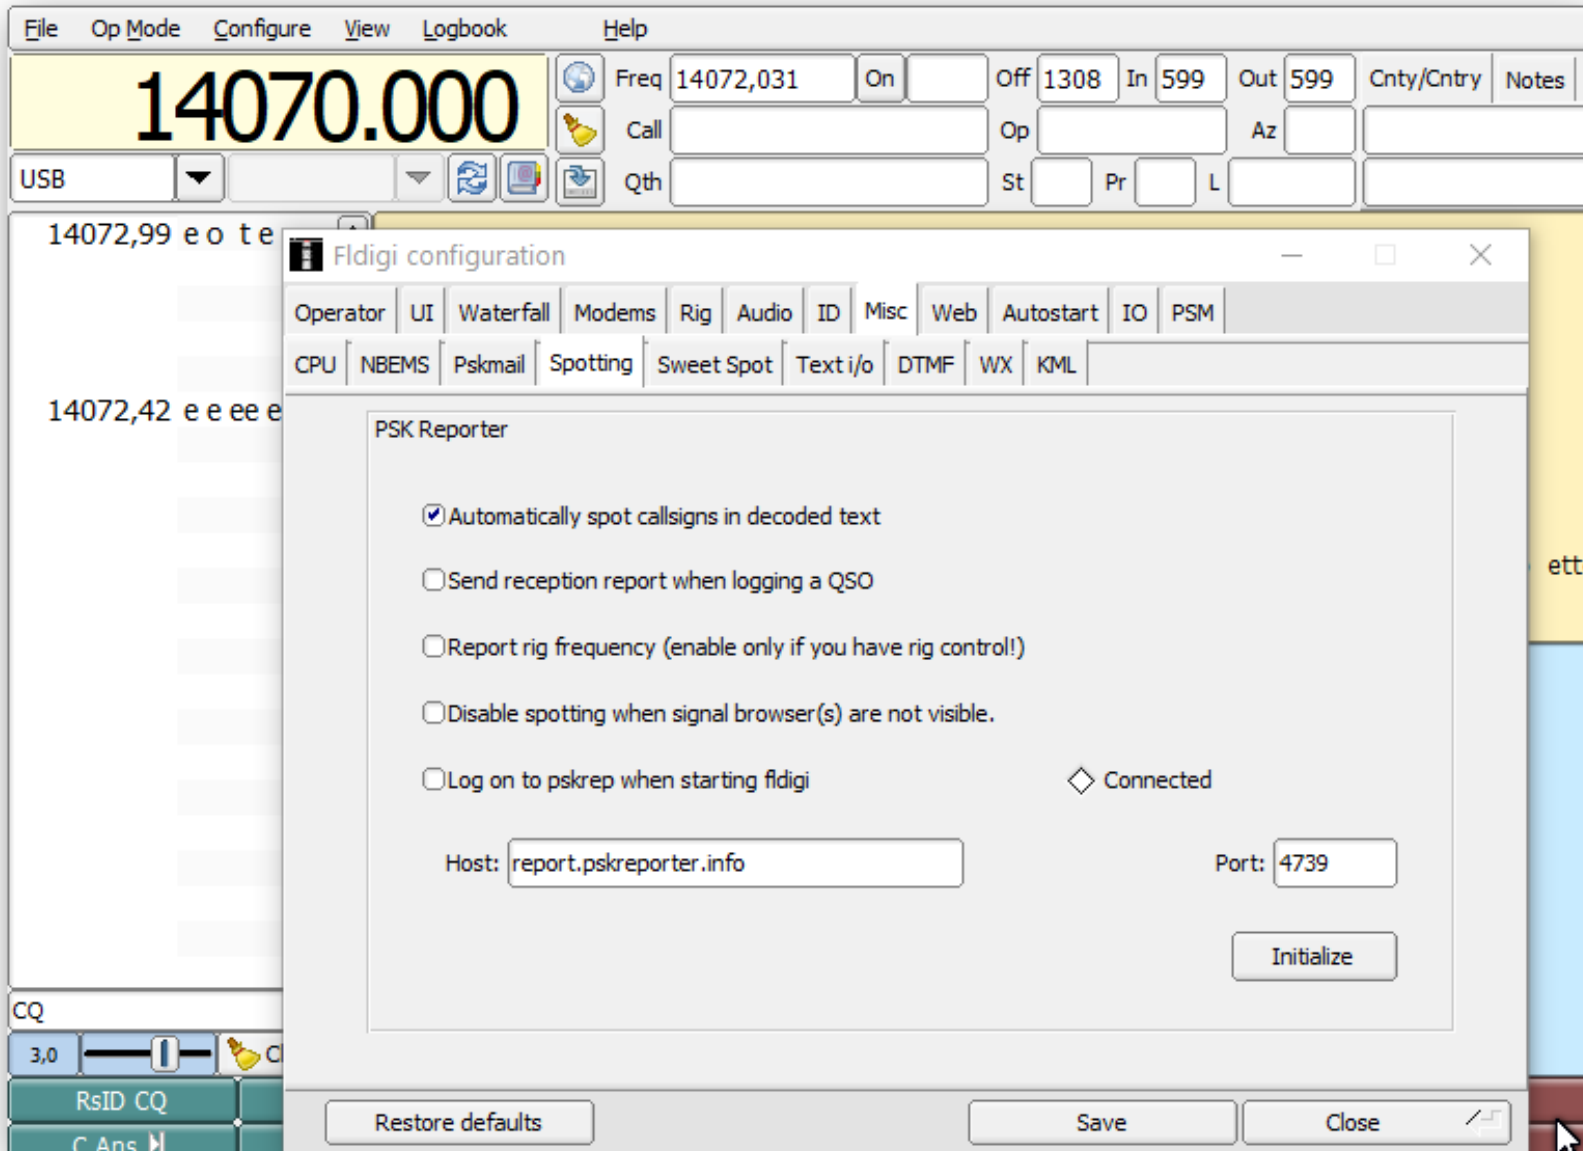 File Op Mode Configure View Logbook Help
14070.000
Freq 14072,031 On Off 1308 In 599 Out 599 Cnty/Cntry Notes
Call Op Az
USB
Qth St Pr L
14072,99 e o t e
14072,42 e e ee e
Fldigi configuration
Operator UI Waterfall Modems Rig Audio ID Misc Web Autostart IO PSM
CPU NBEMS Pskmail Spotting Sweet Spot Text i/o DTMF WX KML
PSK Reporter
Automatically spot callsigns in decoded text
ett
Send reception report when logging a QSO
Report rig frequency (enable only if you have rig control!)
Disable spotting when signal browser(s) are not visible.
Log on to pskrep when starting fldigi Connected
Host: report.pskreporter.info Port: 4739
Initialize
CQ
3,0
RsID CQ
C Ans
Restore defaults Save Close